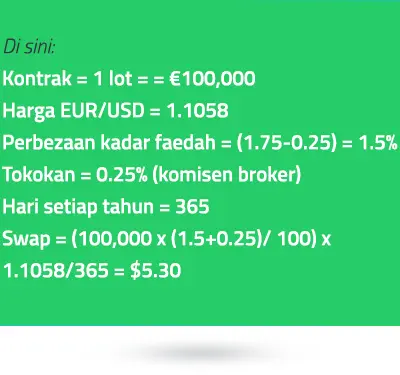 Di sini:
Kontrak = 1 lot = = €100,000
Harga EUR/USD = 1.1058
Perbezaan kadar faedah = (1.75-0.25) = 1.5%
Tokokan = 0.25% (komisen broker)
Hari setiap tahun = 365
Swap = (100,000 x (1.5+0.25)/ 100) x
1.1058/365 = $5.30